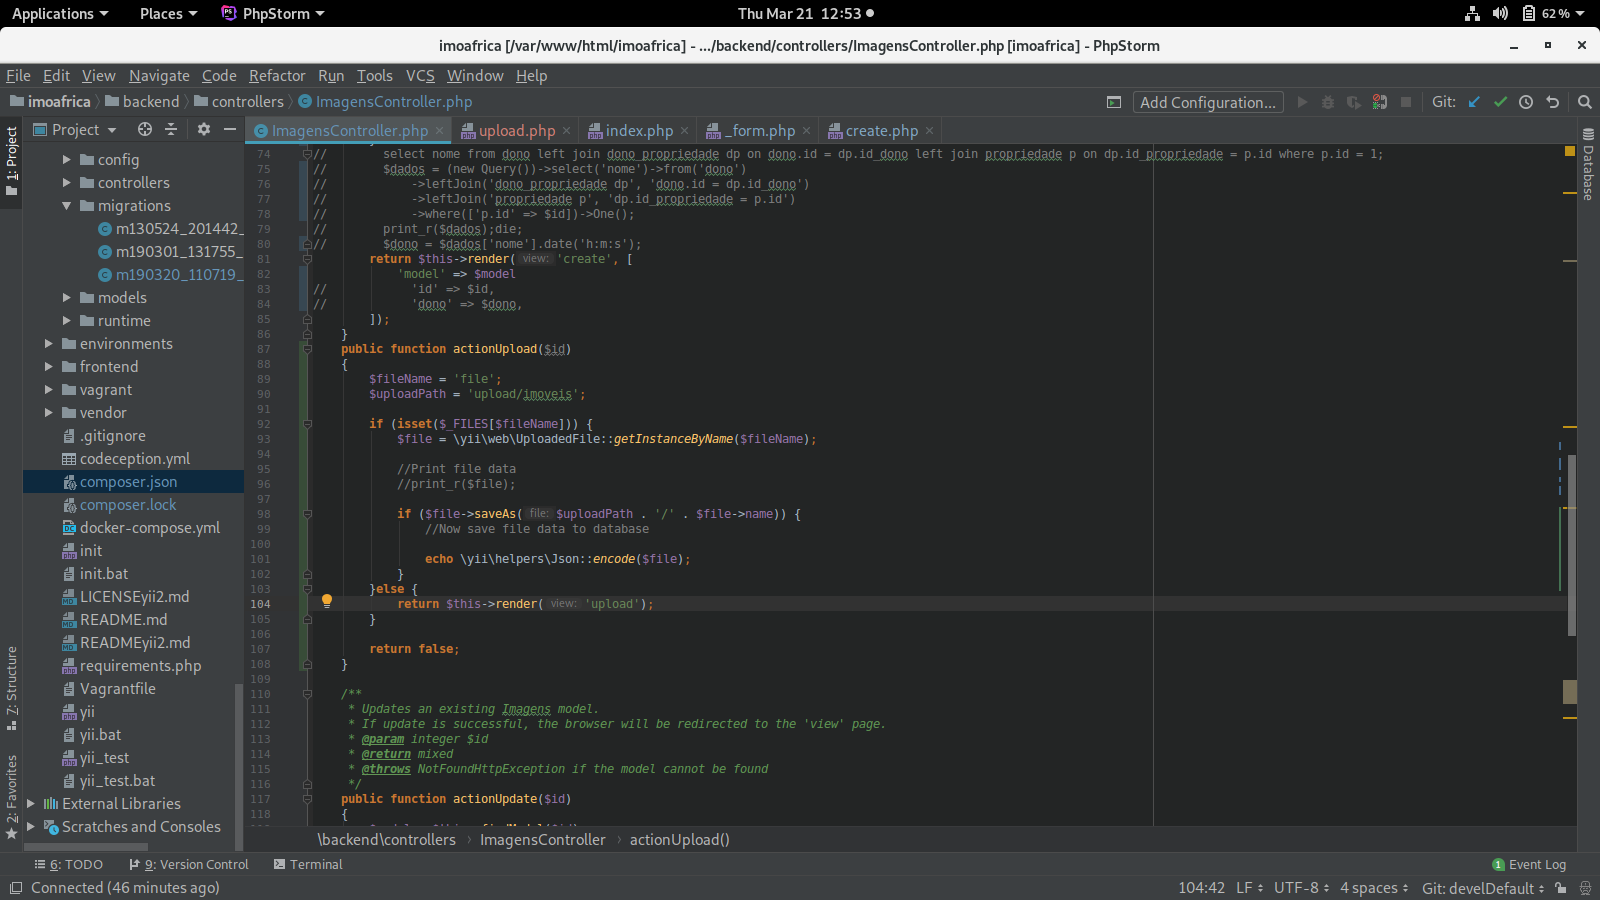 Applications Places PhpStorm Thu Mar 21 12:53 62 %
imoafrica [/var/www/html/imoafrica] - .../backend/controllers/ImagensController.php [imoafrica] - PhpStorm
File Edit View Navigate Code Refactor Run Tools VCS Window Help
imoafrica backend controllers ImagensController.php Add Configuration... Git:
Project ImagensController.php upload.php index.php _form.php create.php
1: Project
7: Structure
2: Favorites
Database
config
controllers
migrations
m130524_201442_
m190301_131755_
m190320_110719_
models
runtime
environments
frontend
vagrant
vendor
.gitignore
codeception.yml
composer.json
composer.lock
docker-compose.yml
init
init.bat
LICENSEyii2.md
README.md
READMEyii2.md
requirements.php
Vagrantfile
yii
yii.bat
yii_test
yii_test.bat
External Libraries
Scratches and Consoles
74 // select nome from dono left join dono_propriedade dp on dono.id = dp.id_dono left join propriedade p on dp.id_propriedade = p.id where p.id = 1;
75 // $dados = (new Query())->select('nome')->from('dono')
76 // ->leftJoin('dono_propriedade dp', 'dono.id = dp.id_dono')
77 // ->leftJoin('propriedade p', 'dp.id_propriedade = p.id')
78 // ->where(['p.id' => $id])->One();
79 // print_r($dados);die;
80 // $dono = $dados['nome'].date('h:m:s');
81 return $this->render( view: 'create', [
82 'model' => $model
83 // 'id' => $id,
84 // 'dono' => $dono,
85 ]);
86 }
87 public function actionUpload($id)
88 {
89 $fileName = 'file';
90 $uploadPath = 'upload/imoveis';
91
92 if (isset($_FILES[$fileName])) {
93 $file = \yii\web\UploadedFile::getInstanceByName($fileName);
94
95 //Print file data
96 //print_r($file);
97
98 if ($file->saveAs( file: $uploadPath . '/' . $file->name)) {
99 //Now save file data to database
100
101 echo \yii\helpers\Json::encode($file);
102 }
103 }else {
104 return $this->render( view: 'upload');
105 }
106
107 return false;
108 }
109
110 /**
111 * Updates an existing Imagens model.
112 * If update is successful, the browser will be redirected to the 'view' page.
113 * @param integer $id
114 * @return mixed
115 * @throws NotFoundHttpException if the model cannot be found
116 */
117 public function actionUpdate($id)
118 {
\backend\controllers › ImagensController › actionUpload()
6: TODO 9: Version Control Terminal 1 Event Log
Connected (46 minutes ago) 104:42 LF UTF-8 4 spaces Git: develDefault